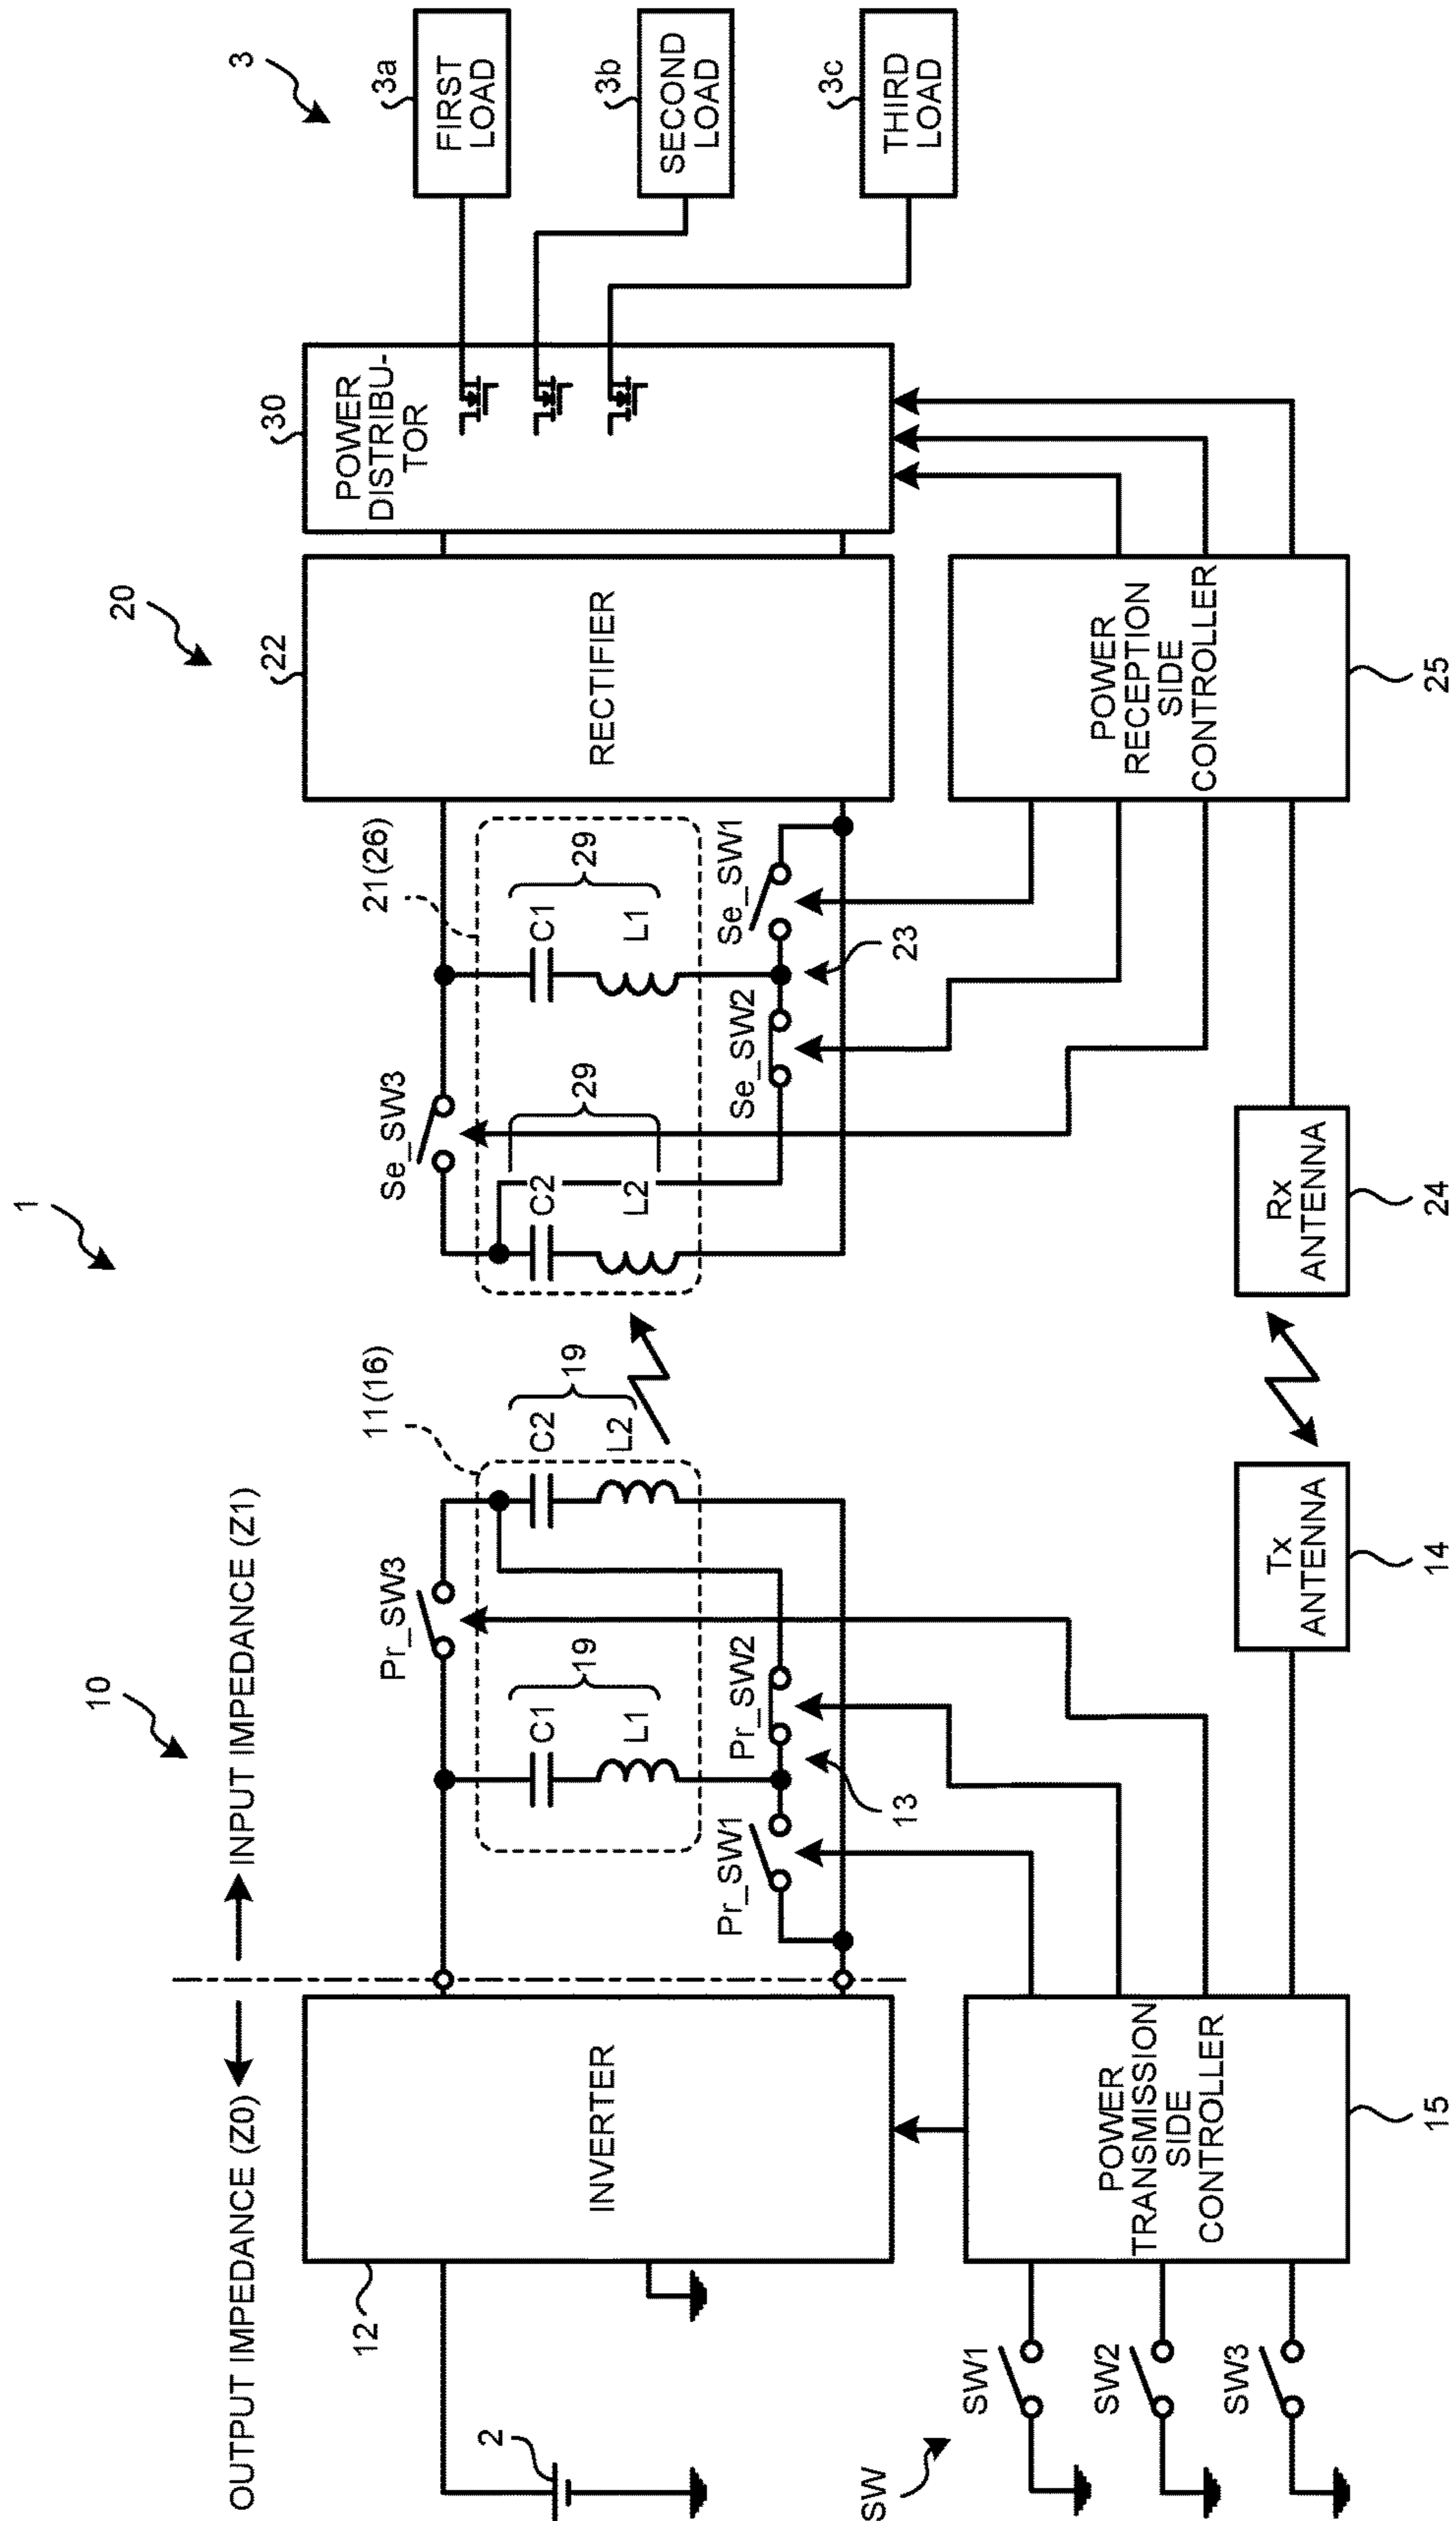 1
OUTPUT IMPEDANCE (Z0)
INPUT IMPEDANCE (Z1)
10
20
3
2
12
INVERTER
Pr_SW3
11(16)
C1
L1
19
C2
L2
19
Pr_SW1
Pr_SW2
13
Se_SW3
21(26)
C2
C2
L2
29
C1
L1
29
Se_SW2
Se_SW1
23
22
RECTIFIER
30
POWER
DISTRIBU-
TOR
3a
FIRST
LOAD
3b
SECOND
LOAD
3c
THIRD
LOAD
SW
SW1
SW2
SW3
POWER
TRANSMISSION
SIDE
CONTROLLER
15
Tx
ANTENNA
14
Rx
ANTENNA
24
POWER
RECEPTION
SIDE
CONTROLLER
25